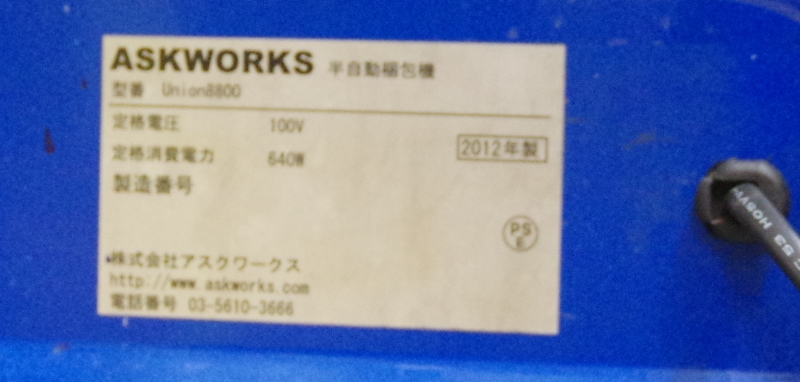 ASKWORKS 半自動梱包機
型番 Union8800
定格電圧 100V
定格消費電力 640W
2012年製
製造番号
PS
E
株式会社アスクワークス
http://www.askworks.com
電話番号 03-5610-3666
H05VV
53